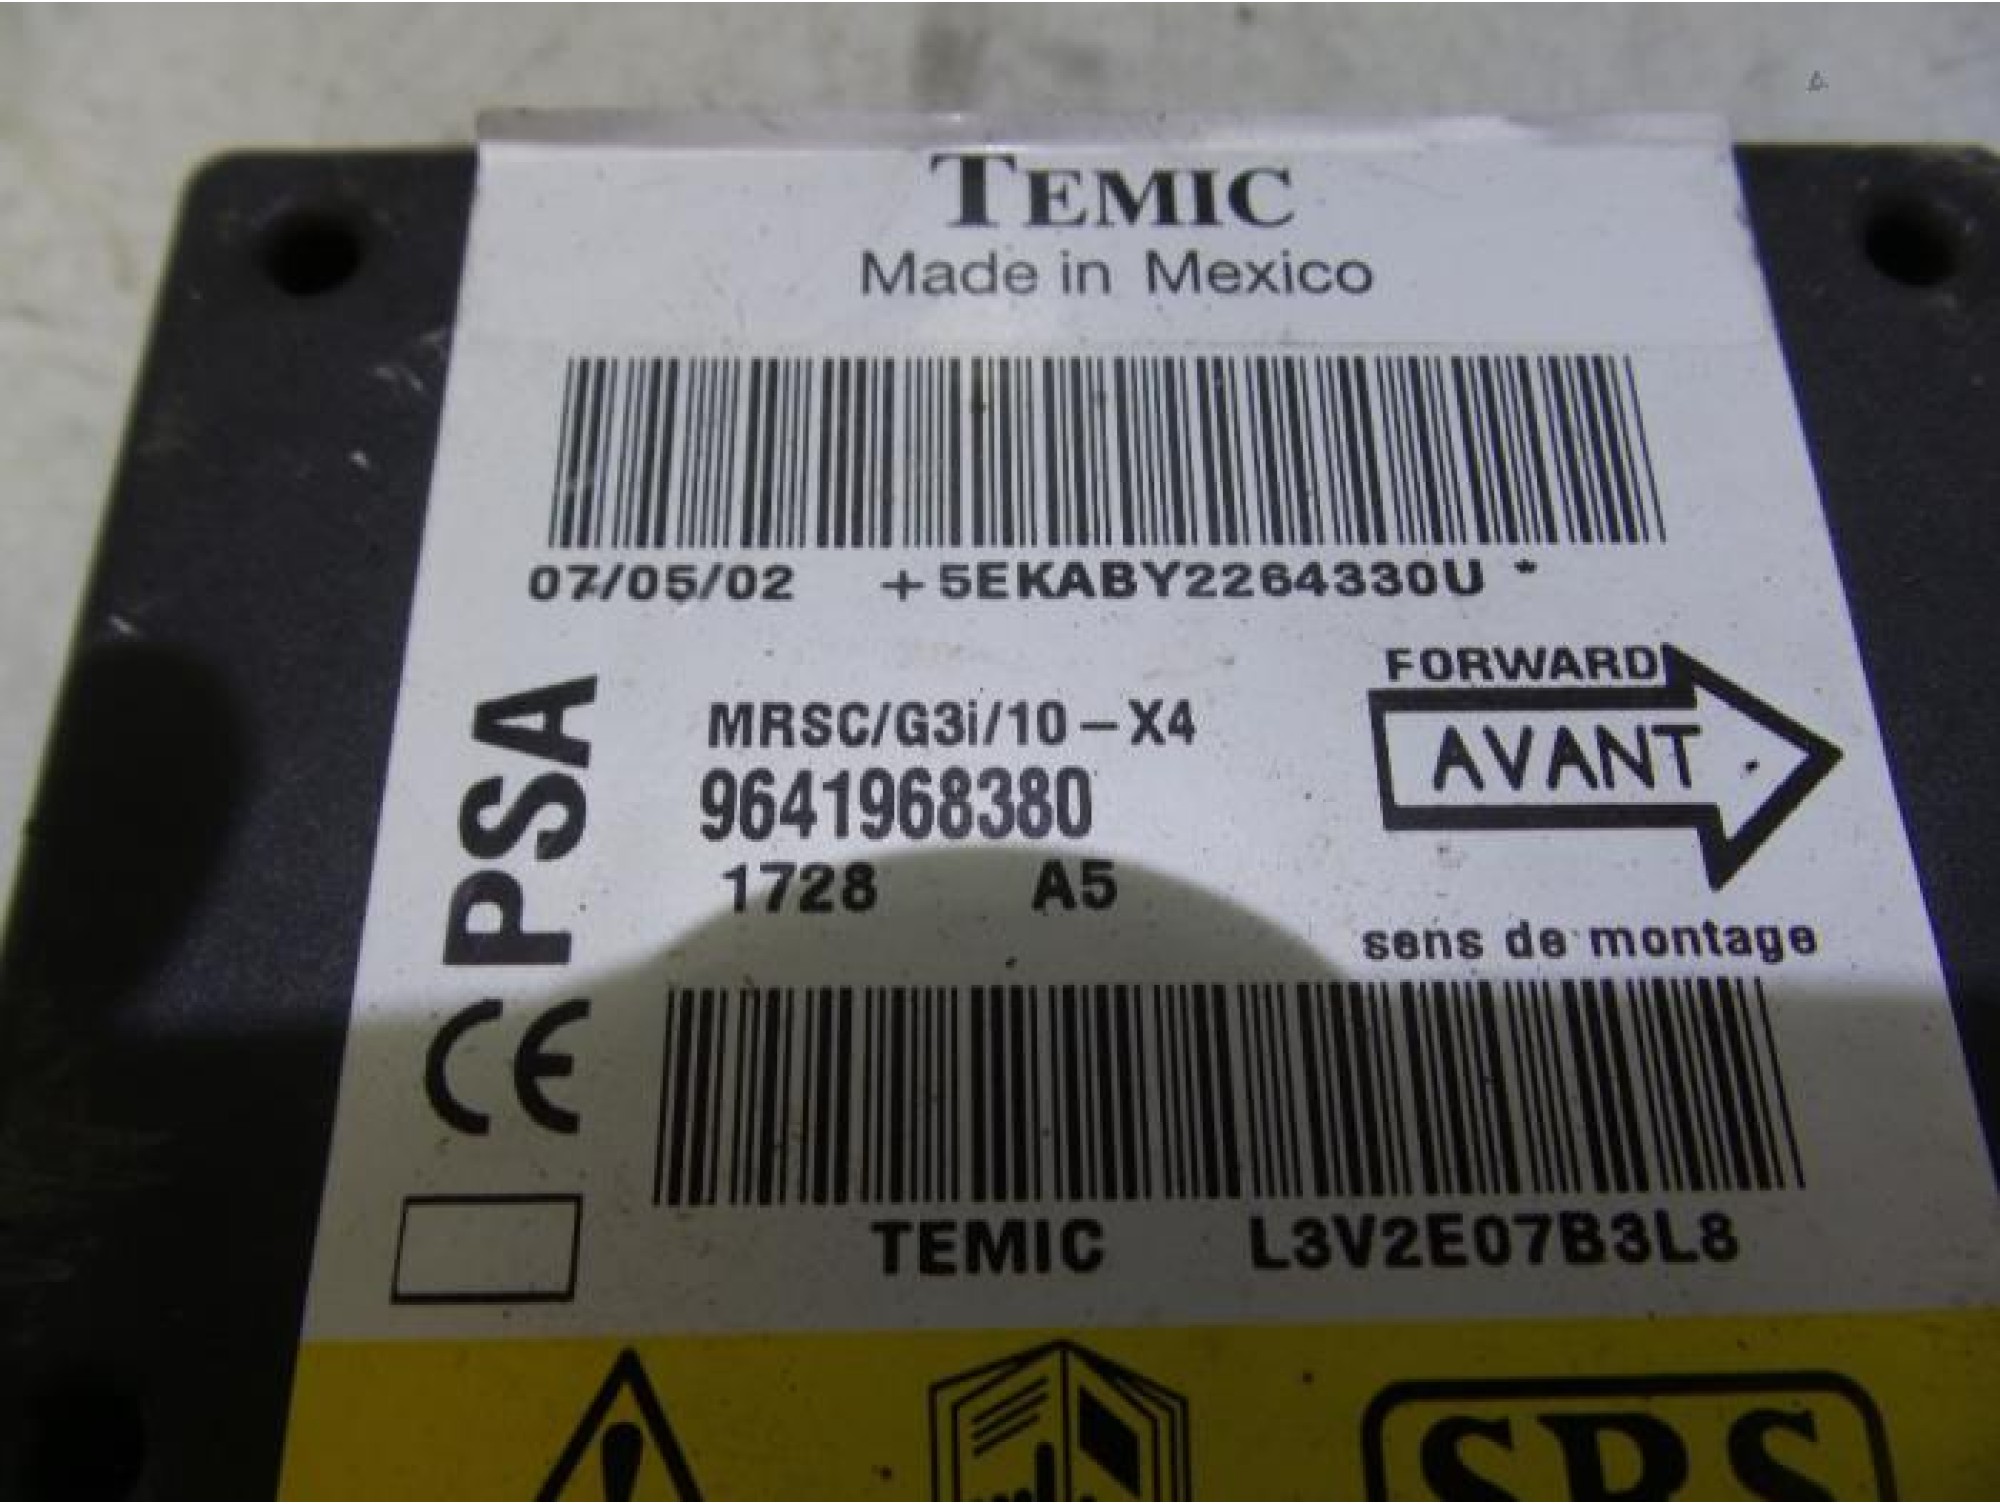 TEMIC
Made in Mexico
07/05/02 +5EKABY2264330U *
FORWARD
AVANT
sens de montage
PSA
MRSC/G3i/10-X4
9641968380
1728 A5
CE
TEMIC L3V2E07B3L8
SRS